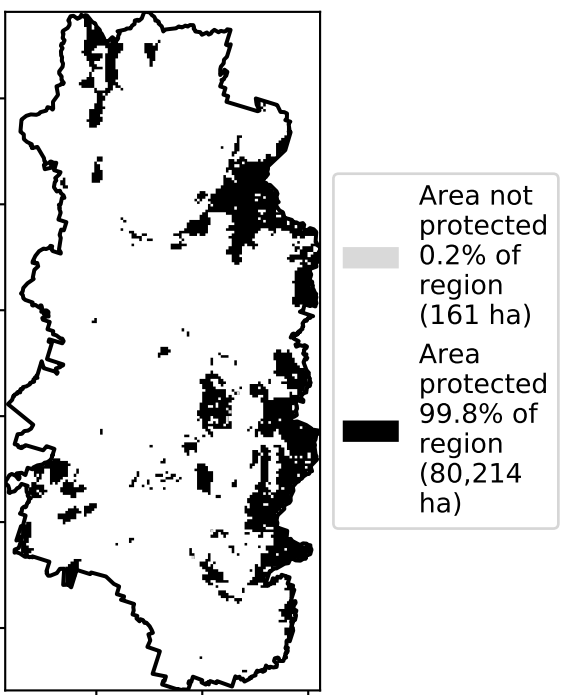 Area not
protected
0.2% of
region
(161 ha)
Area
protected
99.8% of
region
(80,214
ha)